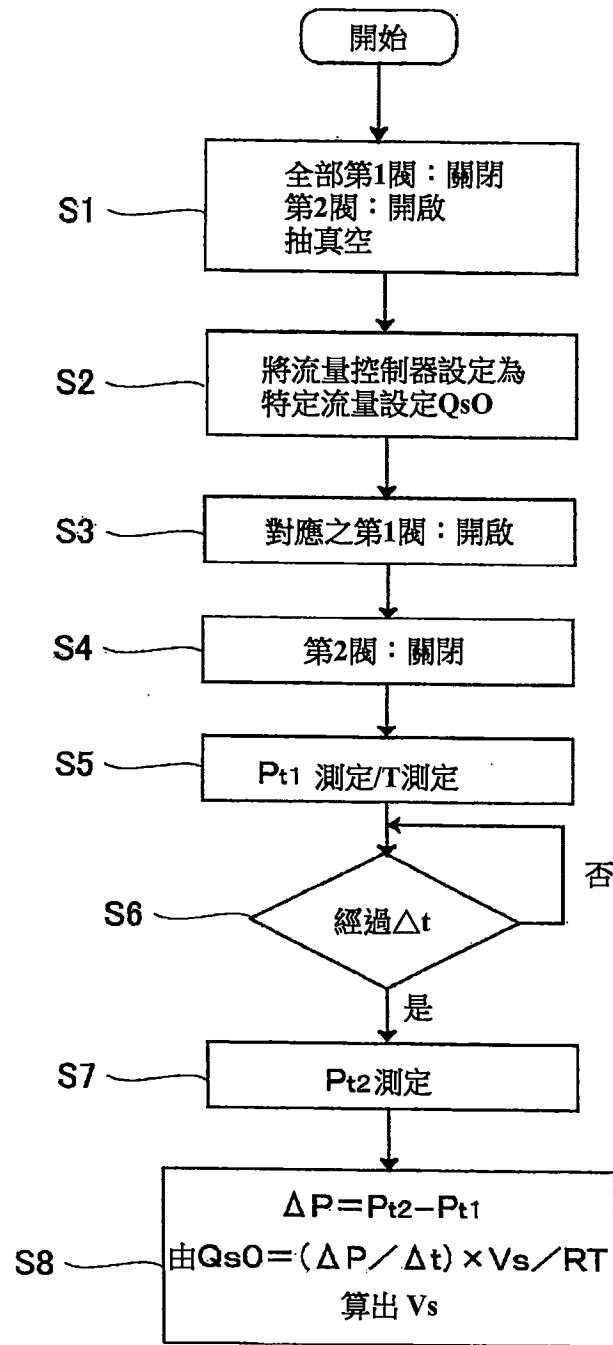 開始
S1
全部第1閥：關閉
第2閥：開啟
抽真空
S2
將流量控制器設定為
特定流量設定QsO
S3
對應之第1閥：開啟
S4
第2閥：關閉
S5
Pt1 測定/T測定
S6
經過△t
否
是
S7
Pt2測定
S8
ΔP=Pt2-Pt1
由QsO=(ΔP/Δt)×Vs/RT
算出 Vs